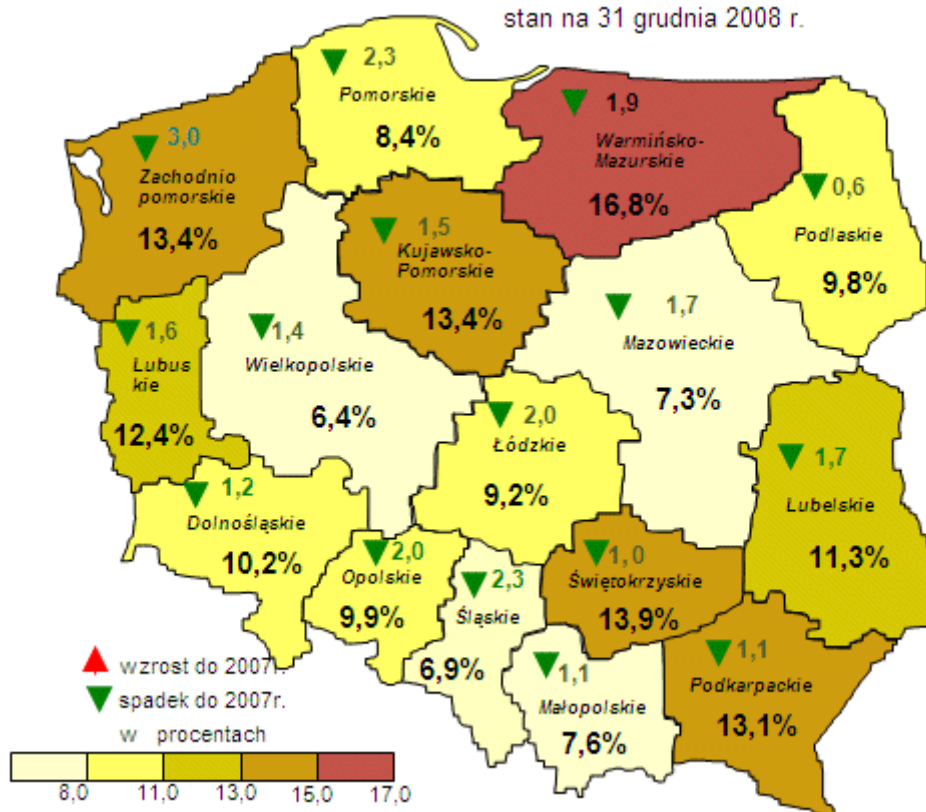 stan na 31 grudnia 2008 r.
2,3
Pomorskie
8,4%
1,9
Warmińsko-
Mazurskie
16,8%
3,0
Zachodnio
pomorskie
13,4%
0,6
Podlaskie
9,8%
1,5
Kujawsko-
Pomorskie
13,4%
1,6
Lubus
kie
12,4%
1,4
Wielkopolskie
6,4%
1,7
Mazowieckie
7,3%
2,0
Łódzkie
9,2%
1,7
Lubelskie
11,3%
1,2
Dolnośląskie
10,2%
2,0
Opolskie
9,9%
2,3
Śląskie
6,9%
1,0
Świętokrzyskie
13,9%
1,1
Małopolskie
7,6%
1,1
Podkarpackie
13,1%
wzrost do 2007r.
spadek do 2007r.
w procentach
8,0 11,0 13,0 15,0 17,0